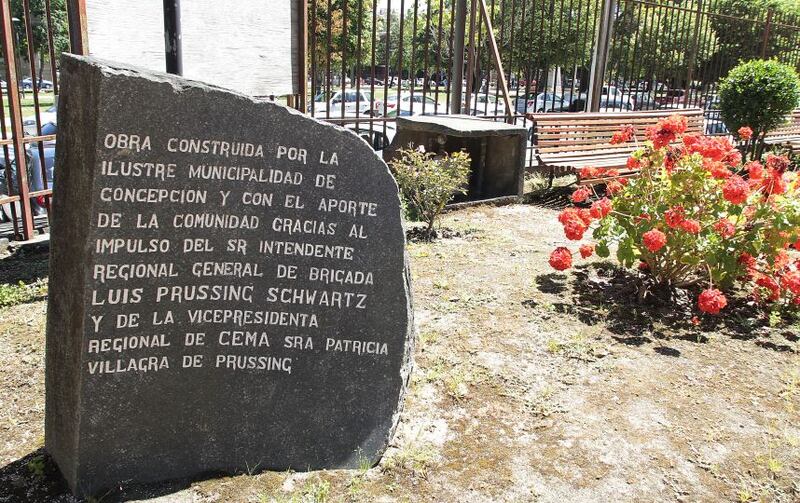 OBRA CONSTRUIDA POR LA
ILUSTRE MUNICIPALIDAD DE
CONCEPCION Y CON EL APORTE
DE LA COMUNIDAD GRACIAS AL
IMPULSO DEL SR INTENDENTE
REGIONAL GENERAL DE BRIGADA
LUIS PRUSSING SCHWARTZ
Y DE LA VICEPRESIDENTA
REGIONAL DE CEMA SRA PATRICIA
VILLAGRA DE PRUSSING